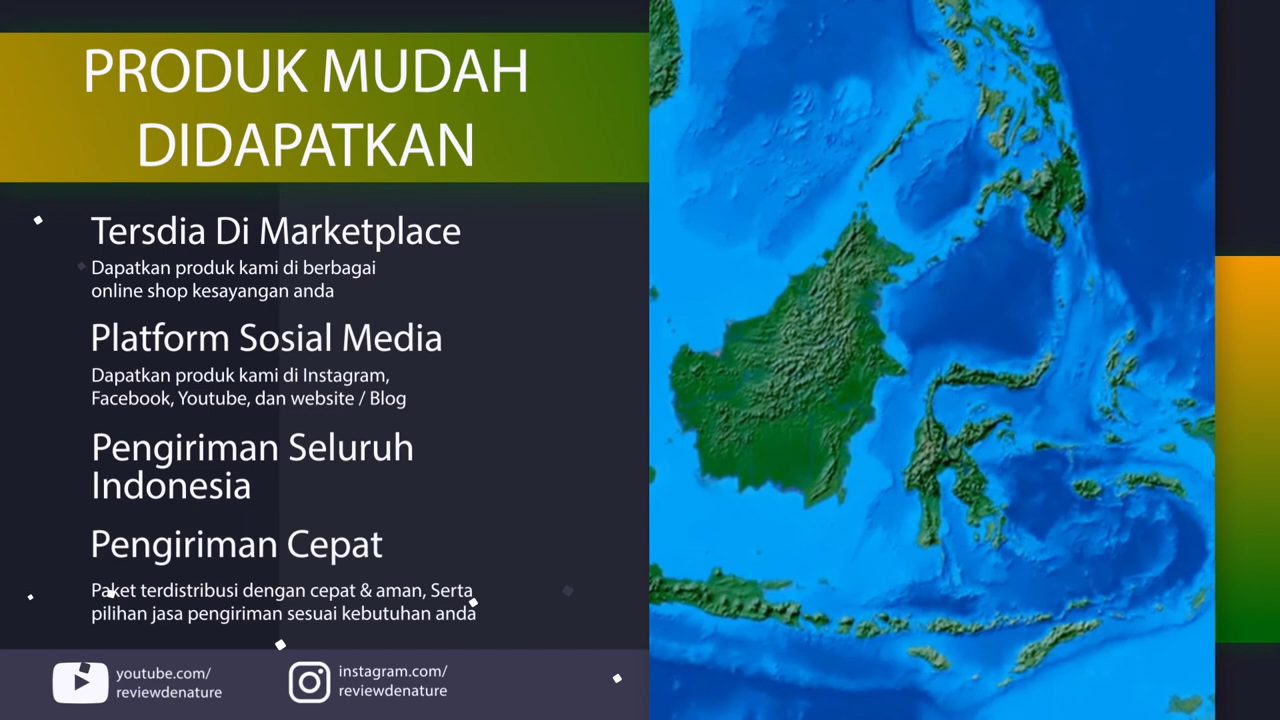 PRODUK MUDAH
DIDAPATKAN
Tersdia Di Marketplace
Dapatkan produk kami di berbagai
online shop kesayangan anda
Platform Sosial Media
Dapatkan produk kami di Instagram,
Facebook, Youtube, dan website / Blog
Pengiriman Seluruh
Indonesia
Pengiriman Cepat
Paket terdistribusi dengan cepat & aman, Serta
pilihan jasa pengiriman sesuai kebutuhan anda
youtube.com/
reviewdenature
instagram.com/
reviewdenature